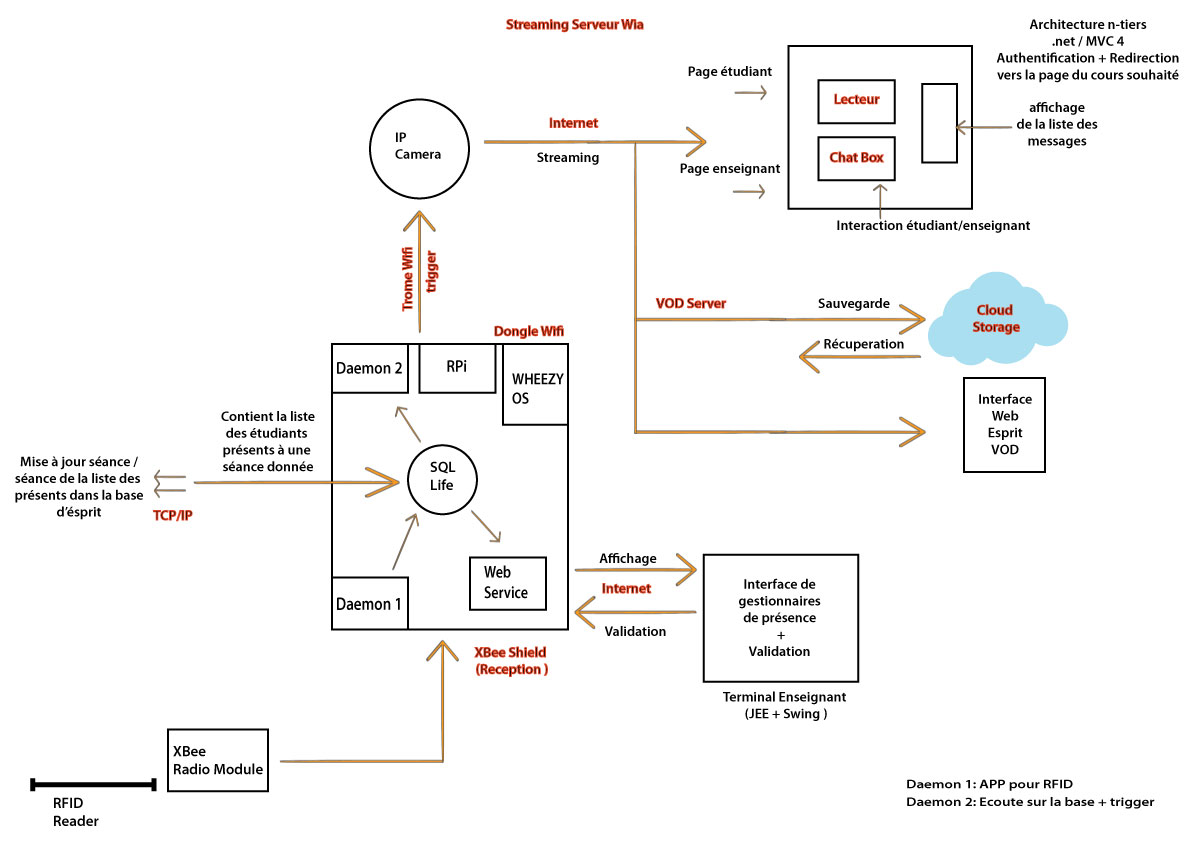 Streaming Serveur Wia
Architecture n-tiers
.net / MVC 4
Authentification + Redirection
vers la page du cours souhaité
Page étudiant
Lecteur
Chat Box
affichage
de la liste des
messages
Page enseignant
Interaction étudiant/enseignant
IP
Camera
Internet
Streaming
Trome Wifi
trigger
VOD Server
Sauvegarde
Récuperation
Cloud
Storage
Interface
Web
Esprit
VOD
Dongle Wifi
Daemon 2
RPi
WHEEZY
OS
Contient la liste
des étudiants
présents à une
séance donnée
SQL
Life
Mise à jour séance /
séance de la liste des
présents dans la base
d'ésprit
TCP/IP
Web
Service
Daemon 1
Affichage
Internet
Validation
Interface de
gestionnaires
de présence
+
Validation
Terminal Enseignant
(JEE + Swing )
XBee Shield
(Reception )
XBee
Radio Module
RFID
Reader
Daemon 1: APP pour RFID
Daemon 2: Ecoute sur la base + trigger